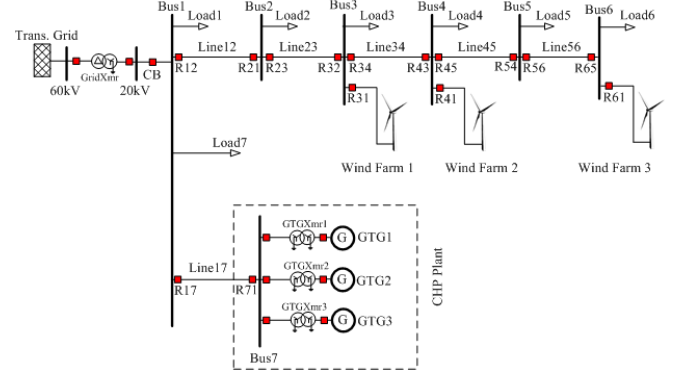 Bus1 Bus2 Bus3 Bus4 Bus5 Bus6
Load1 Load2 Load3 Load4 Load5 Load6
Trans. Grid
Line12 Line23 Line34 Line45 Line56
GridXmr CB R12 R21 R23 R32 R34 R43 R45 R54 R56 R65
60kV 20kV
R31 R41 R61
Load7
Wind Farm 1 Wind Farm 2 Wind Farm 3
GTGXmr1
G GTG1
Line17
GTGXmr2
G GTG2
R17 R71
GTGXmr3
G GTG3
CHP Plant
Bus7